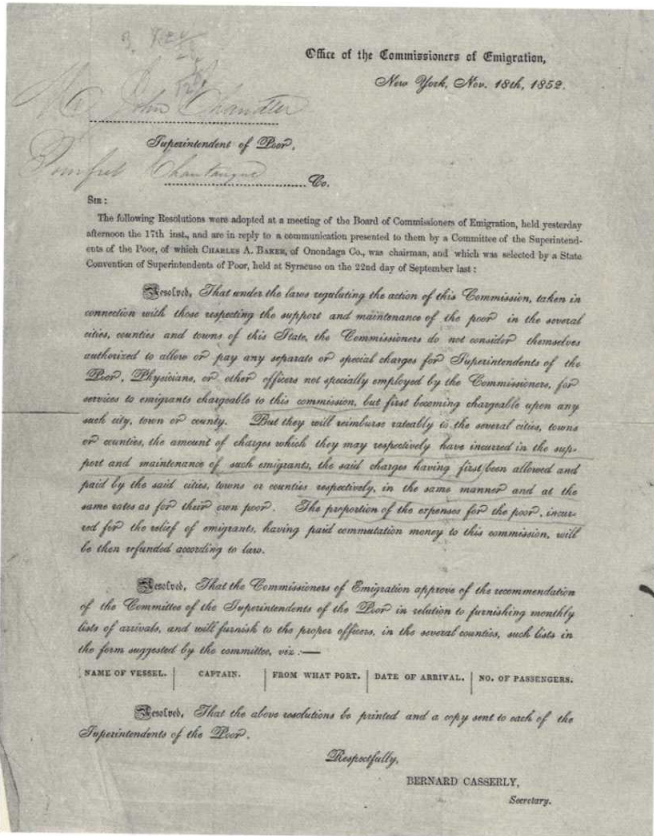 Office of the Commissioners of Emigration,
New York, Nov. 18th, 1852.
Mr John Chandler
Superintendent of Poor,
Pomfret Chautauque Co.
SIR:
The following Resolutions were adopted at a meeting of the Board of Commissioners of Emigration, held yesterday
afternoon the 17th inst., and are in reply to a communication presented to them by a Committee of the Superintend-
ents of the Poor, of which CHARLES A. BAKER, of Onondaga Co., was chairman, and which was selected by a State
Convention of Superintendents of Poor, held at Syracuse on the 22nd day of September last:
Resolved, That under the laws regulating the action of this Commission, taken in
connection with those respecting the support and maintenance of the poor in the several
cities, counties and towns of this State, the Commissioners do not consider themselves
authorized to allow or pay any separate or special charges for Superintendents of the
Poor, Physicians, or other officers not specially employed by the Commissioners, for
services to emigrants chargeable to this commission, but first becoming chargeable upon any
such city, town or county. But they will reimburse rateably to the several cities, towns
or counties, the amount of charges which they may respectively have incurred in the sup-
port and maintenance of such emigrants, the said charges having first been allowed and
paid by the said cities, towns or counties respectively, in the same manner and at the
same rates as for their own poor. The proportion of the expenses for the poor, incur-
red for the relief of emigrants, having paid commutation money to this commission, will
be then refunded according to law.
Resolved, That the Commissioners of Emigration approve of the recommendation
of the Committee of the Superintendents of the Poor in relation to furnishing monthly
lists of arrivals, and will furnish to the proper officers, in the several counties, such lists in
the form suggested by the committee, viz:—
NAME OF VESSEL. | CAPTAIN. | FROM WHAT PORT. | DATE OF ARRIVAL. | NO. OF PASSENGERS.
Resolved, That the above resolutions be printed and a copy sent to each of the
Superintendents of the Poor.
Respectfully,
BERNARD CASSERLY,
Secretary.